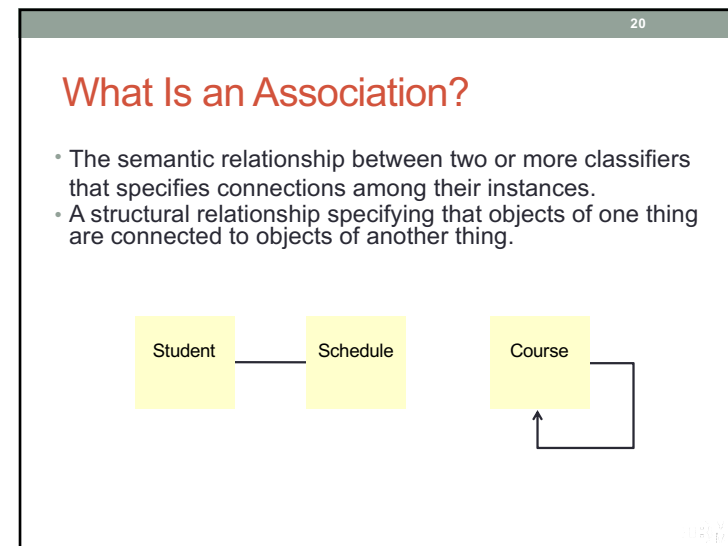 20
What Is an Association?
• The semantic relationship between two or more classifiers
that specifies connections among their instances.
• A structural relationship specifying that objects of one thing
are connected to objects of another thing.
Student Schedule Course